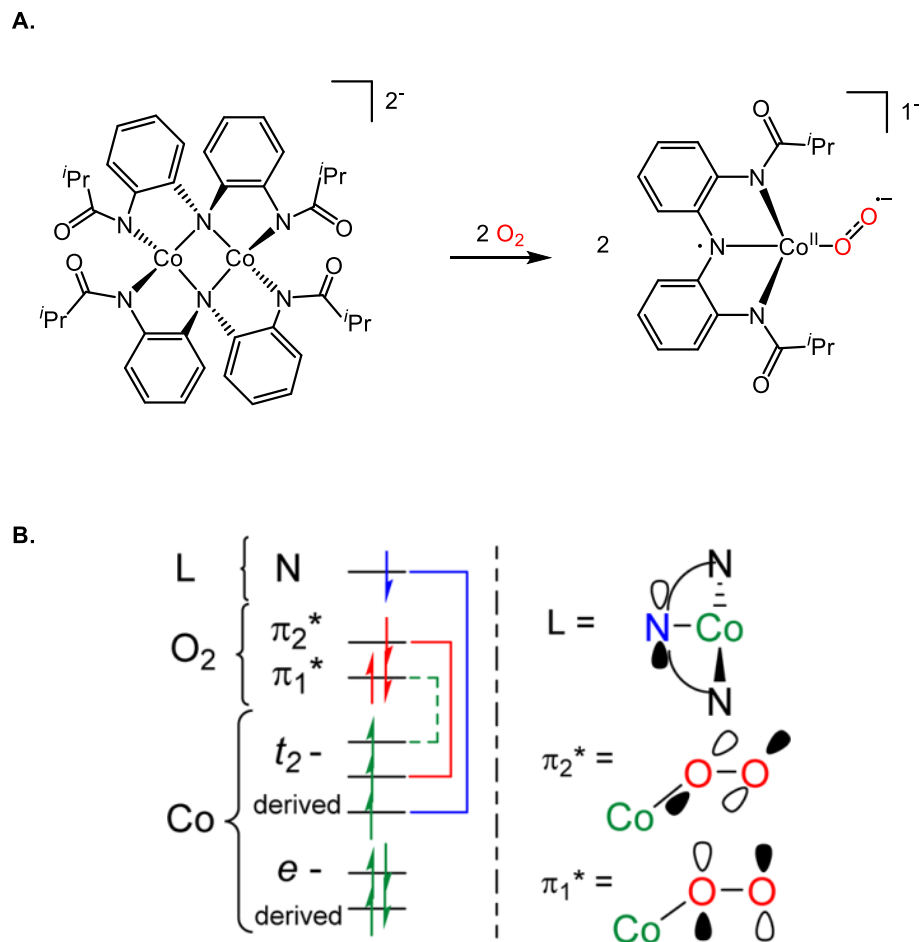 A.
2-
1-
iPr
O
N
N
N
O
iPr
Co
Co
O
N
N
N
O
iPr
iPr
2 O2
2
O
iPr
N
•N
CoII
O
O
•–
N
iPr
O
B.
L { N
O2 { π2*
π1*
Co { t2 -
derived
e -
derived
L =
N
N
Co
N
π2* =
O
O
Co
π1* =
O
O
Co